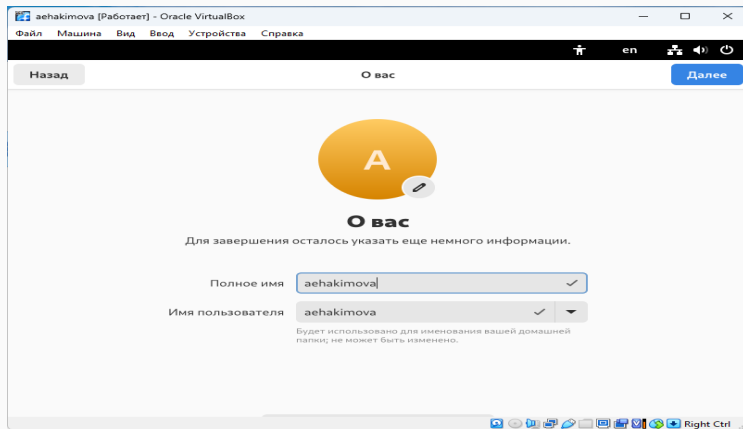 aehakimova [Работает] - Oracle VirtualBox
Файл Машина Вид Ввод Устройства Справка
en
Назад О вас Далее
A
О вас
Для завершения осталось указать еще немного информации.
Полное имя aehakimova
Имя пользователя aehakimova
Будет использовано для именования вашей домашней
папки; не может быть изменено.
Right Ctrl